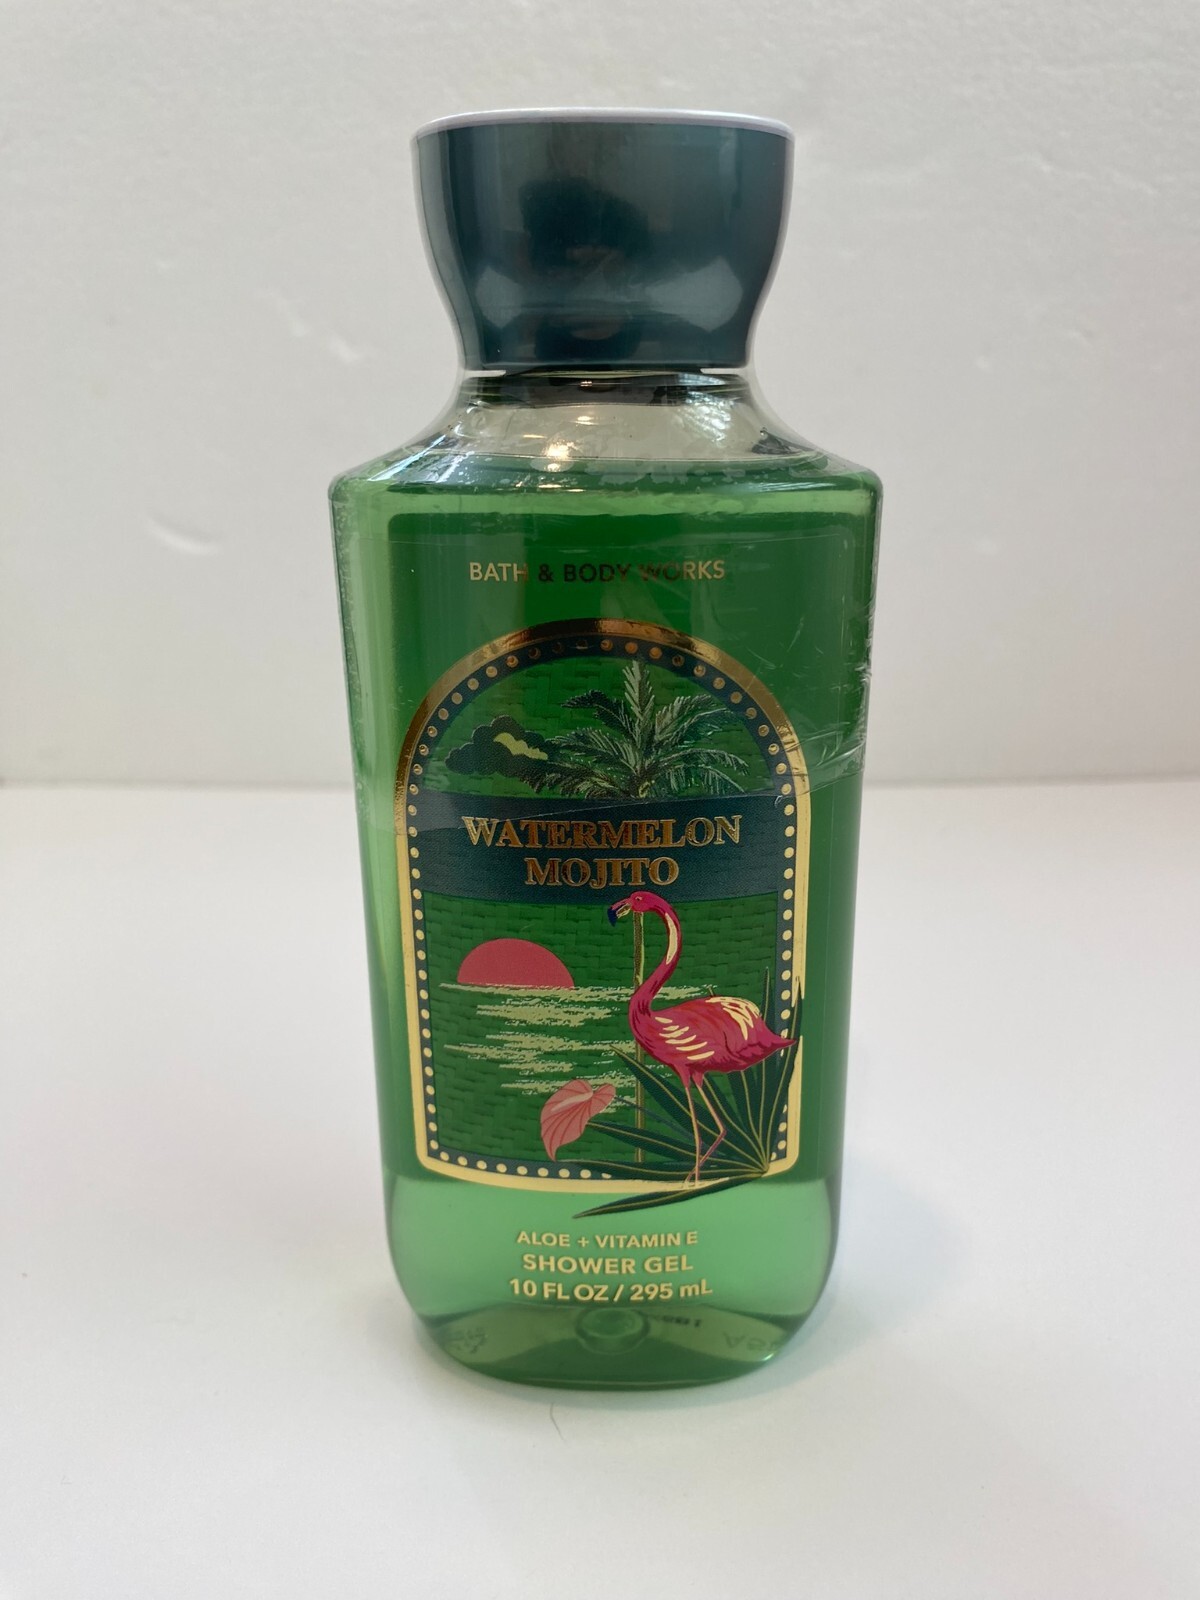 BATH & BODY WORKS
WATERMELON
MOJITO
ALOE + VITAMIN E
SHOWER GEL
10 FL OZ / 295 mL